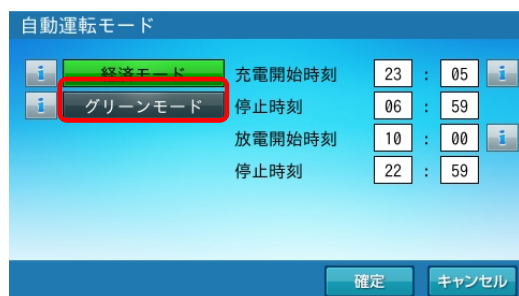 自動運転モード
i 経済モード 充電開始時刻 23 : 05 i
i グリーンモード 停止時刻 06 : 59
放電開始時刻 10 : 00 i
停止時刻 22 : 59
確定 キャンセル